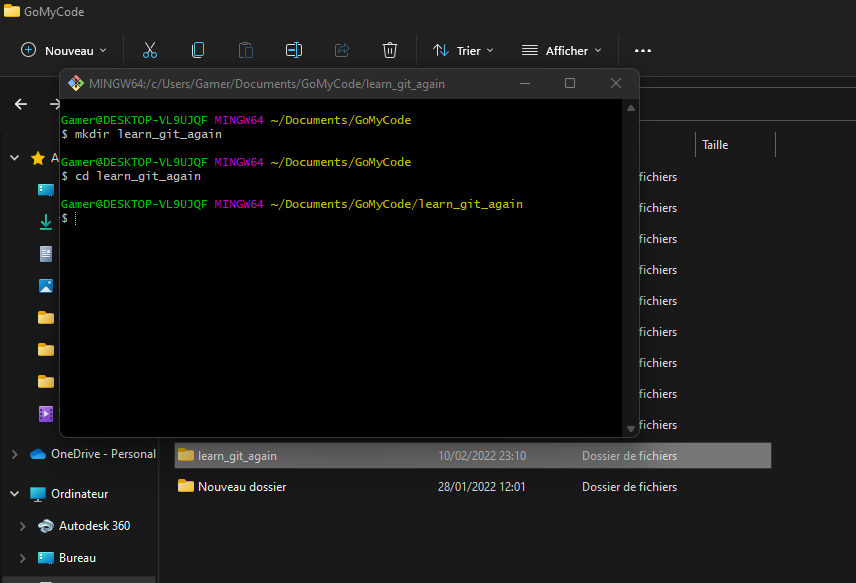 GoMyCode
Nouveau
Trier
Afficher
MINGW64:/c/Users/Gamer/Documents/GoMyCode/learn_git_again
Gamer@DESKTOP-VL9UJQF MINGW64 ~/Documents/GoMyCode
$ mkdir learn_git_again
Gamer@DESKTOP-VL9UJQF MINGW64 ~/Documents/GoMyCode
$ cd learn_git_again
Gamer@DESKTOP-VL9UJQF MINGW64 ~/Documents/GoMyCode/learn_git_again
$
Taille
A
fichiers
fichiers
fichiers
fichiers
fichiers
fichiers
fichiers
fichiers
fichiers
OneDrive - Personal
learn_git_again 10/02/2022 23:10 Dossier de fichiers
Nouveau dossier 28/01/2022 12:01 Dossier de fichiers
Ordinateur
Autodesk 360
Bureau